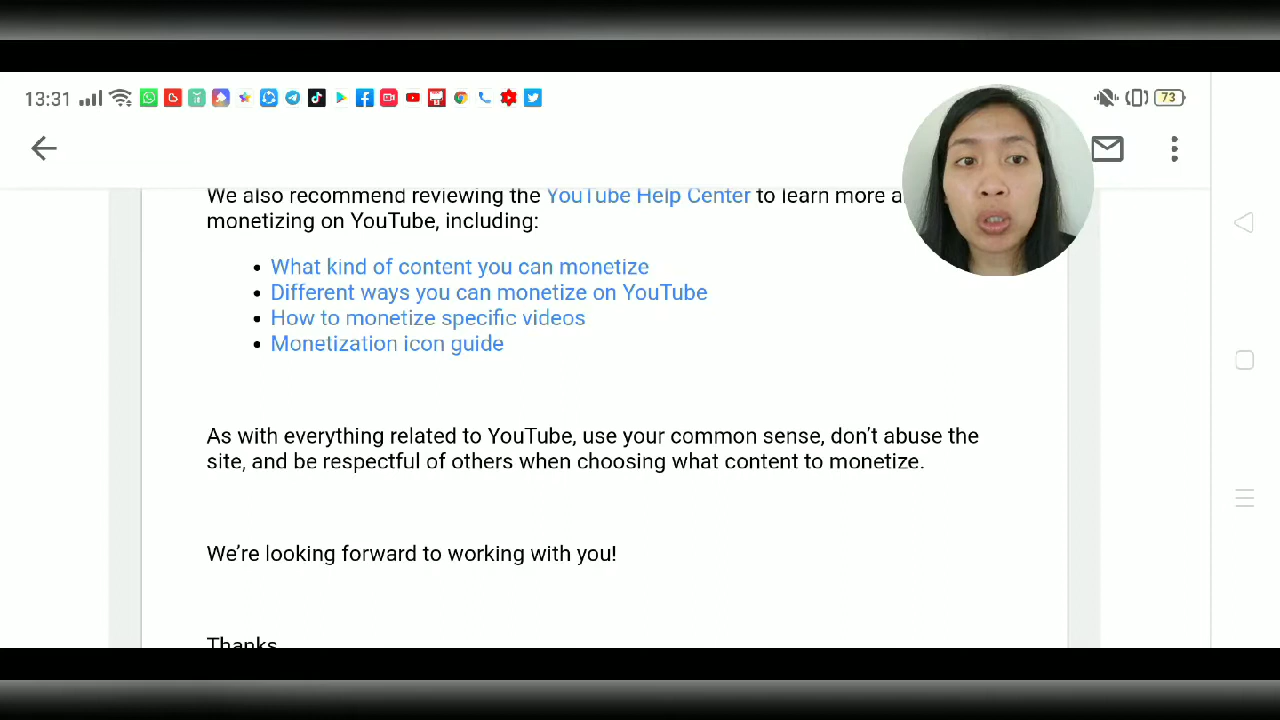 13:31
73
We also recommend reviewing the YouTube Help Center to learn more
monetizing on YouTube, including:
• What kind of content you can monetize
• Different ways you can monetize on YouTube
• How to monetize specific videos
• Monetization icon guide
As with everything related to YouTube, use your common sense, don't abuse the
site, and be respectful of others when choosing what content to monetize.
We're looking forward to working with you!
Thanks